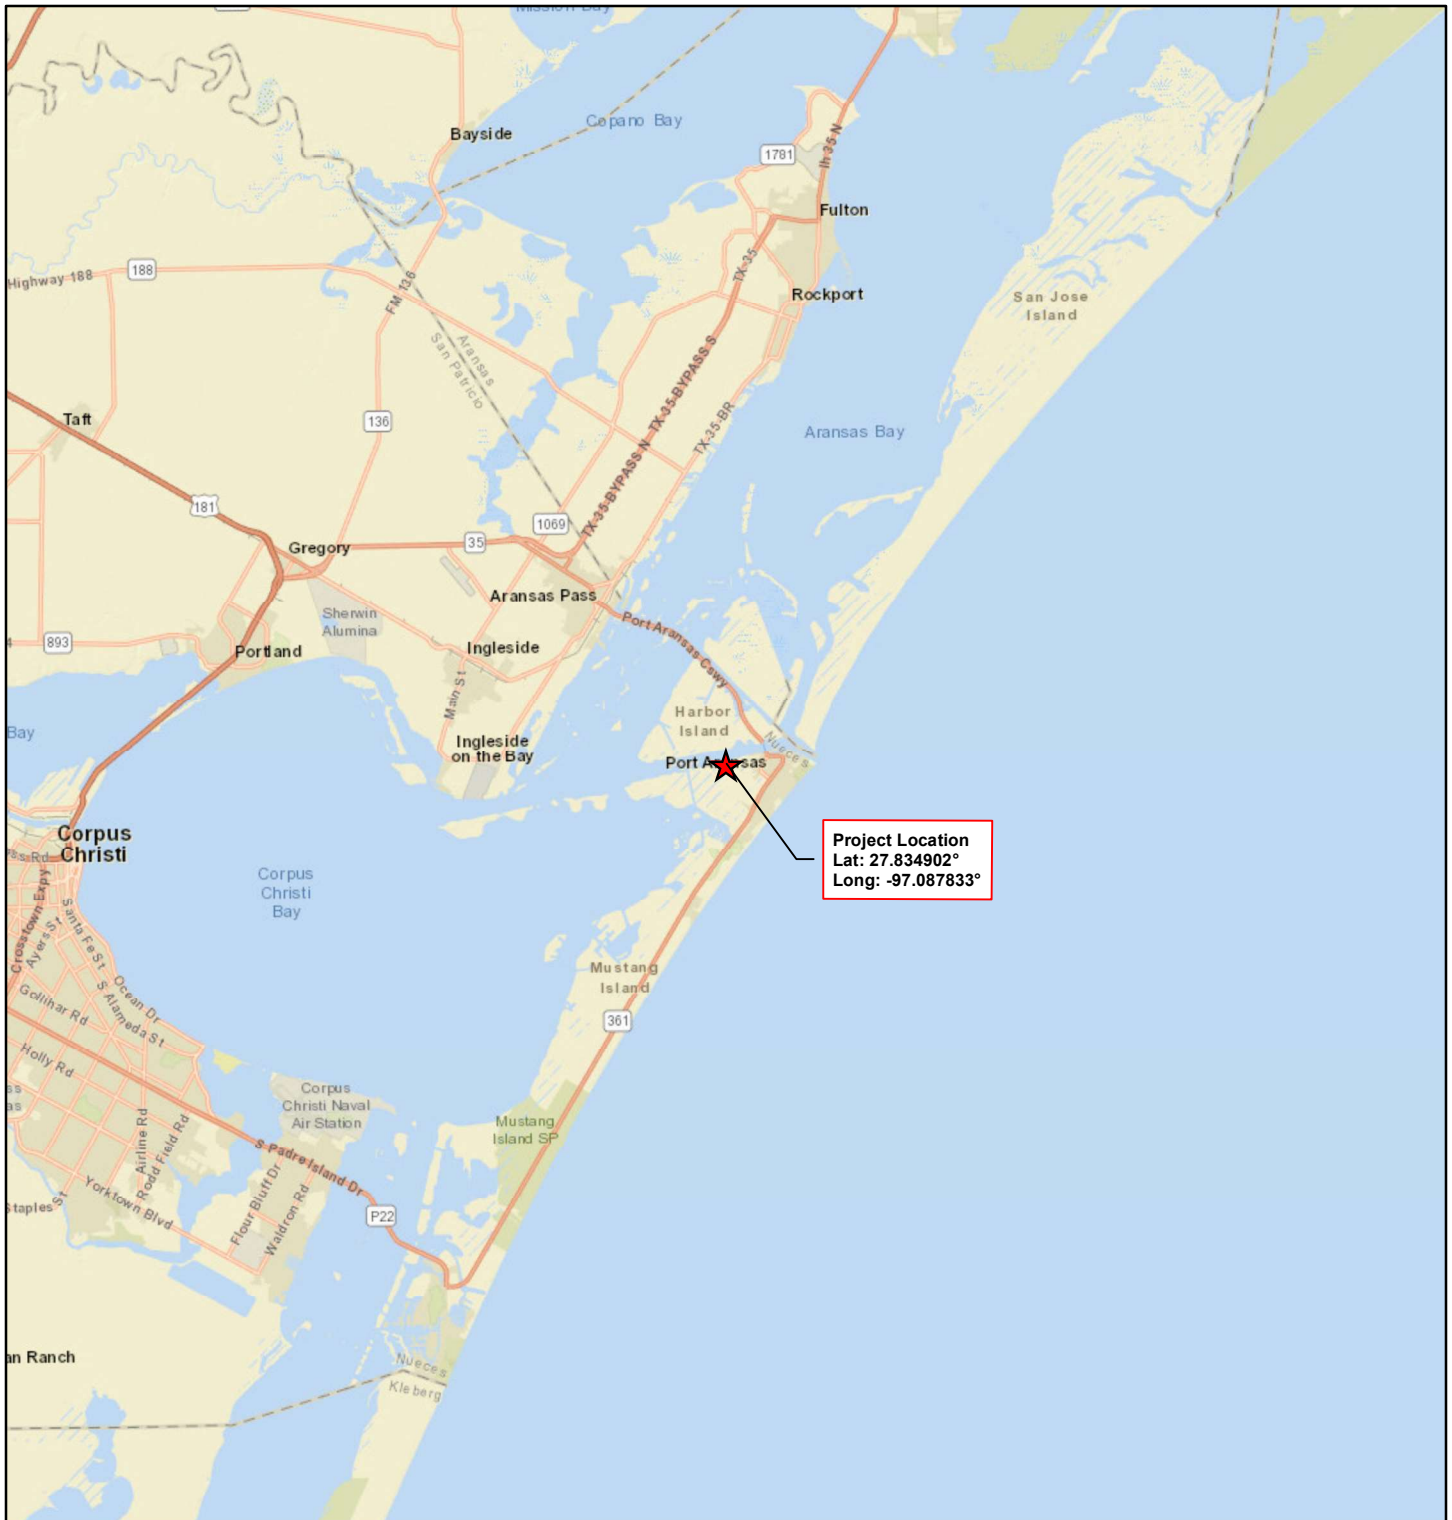 Mission Bay
Bayside
Copano Bay
1781
Ih 35 N
Fulton
Highway 188
188
FM 136
TX-35
Rockport
San Jose
Island
Aransas
San Patricio
TX-35-BYPASS S
Taft
136
TX-35-BR
Aransas Bay
TX-35-BYPASS N
181
1069
35
Gregory
Aransas Pass
Sherwin
Alumina
Port Aransas Cswy
893
Portland
Ingleside
Main St
Harbor
Island
Bay
Ingleside
on the Bay
Nueces
Port Aransas
Project Location
Lat: 27.834902°
Long: -97.087833°
Corpus
Christi
Corpus
Christi
Bay
Crosstown Expy
Ayers St
Santa Fe St
S Alameda St
Ocean Dr
Gollihar Rd
Mustang
Island
361
Holly Rd
Corpus
Christi Naval
Air Station
Mustang
Island SP
Airline Rd
Rodd Field Rd
S Padre Island Dr
Yorktown Blvd
Flour Bluff Dr
Waldron Rd
Staples St
P22
an Ranch
Nueces
Kleberg